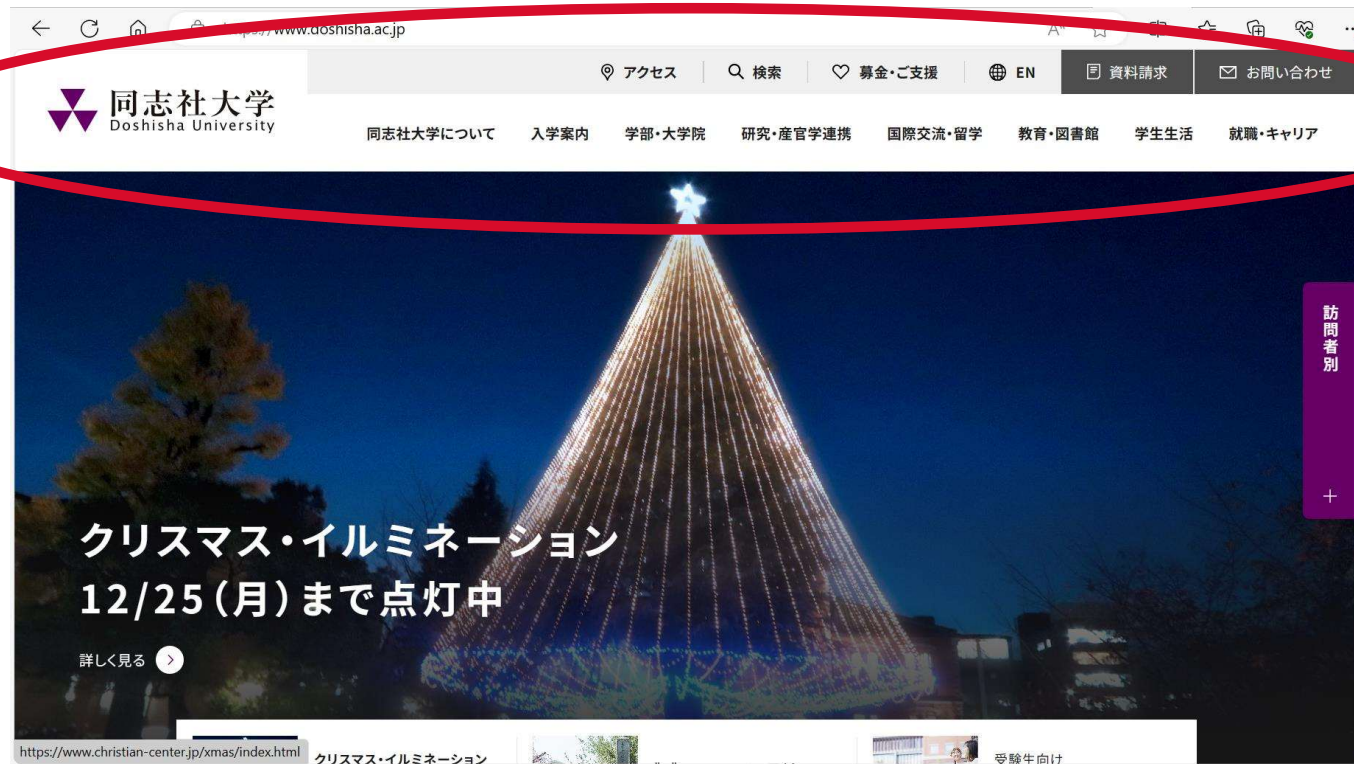 www.doshisha.ac.jp
アクセス 検索 募金・ご支援 EN 資料請求 お問い合わせ
同志社大学
Doshisha University
同志社大学について 入学案内 学部・大学院 研究・産官学連携 国際交流・留学 教育・図書館 学生生活 就職・キャリア
訪問者別
クリスマス・イルミネーション
12/25(月)まで点灯中
詳しく見る
https://www.christian-center.jp/xmas/index.html
クリスマス・イルミネーション
受験生向け